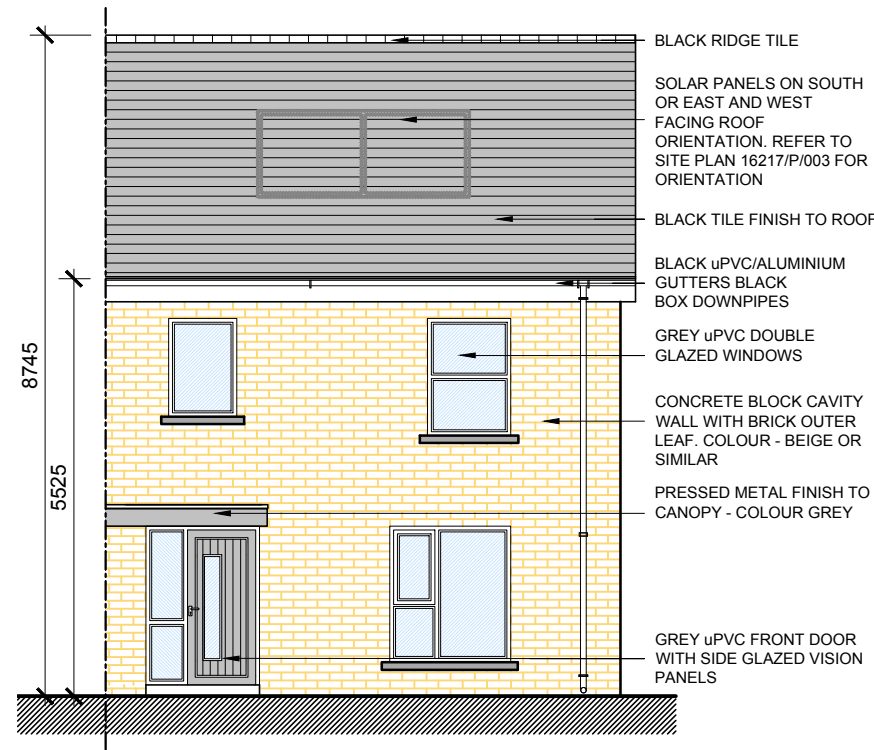 BLACK RIDGE TILE
SOLAR PANELS ON SOUTH
OR EAST AND WEST
FACING ROOF
ORIENTATION. REFER TO
SITE PLAN 16217/P/003 FOR
ORIENTATION
BLACK TILE FINISH TO ROOF
BLACK uPVC/ALUMINIUM
GUTTERS BLACK
BOX DOWNPIPES
GREY uPVC DOUBLE
GLAZED WINDOWS
CONCRETE BLOCK CAVITY
WALL WITH BRICK OUTER
LEAF. COLOUR - BEIGE OR
SIMILAR
PRESSED METAL FINISH TO
CANOPY - COLOUR GREY
GREY uPVC FRONT DOOR
WITH SIDE GLAZED VISION
PANELS
8745
5525